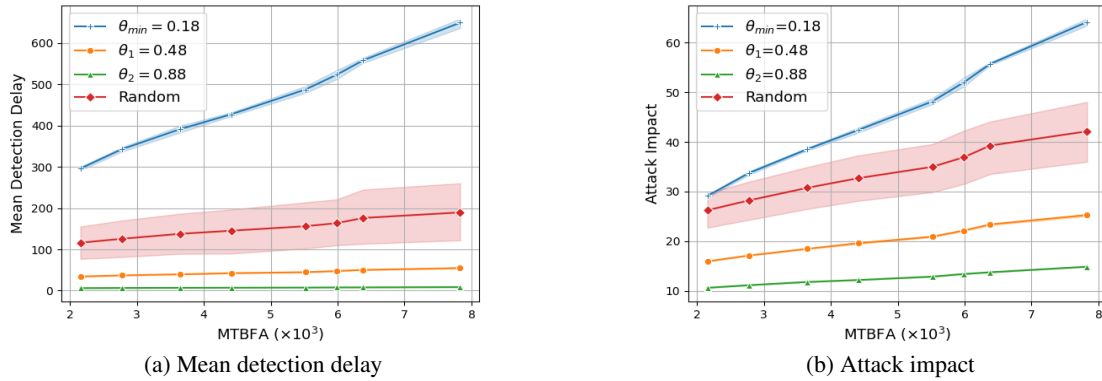 θmin = 0.18
θ1 = 0.48
θ2 = 0.88
Random
Mean Detection Delay
600
500
400
300
200
100
0
2 3 4 5 6 7 8
MTBFA (×10³)
(a) Mean detection delay
θmin=0.18
θ1=0.48
θ2=0.88
Random
Attack Impact
60
50
40
30
20
10
2 3 4 5 6 7 8
MTBFA (×10³)
(b) Attack impact